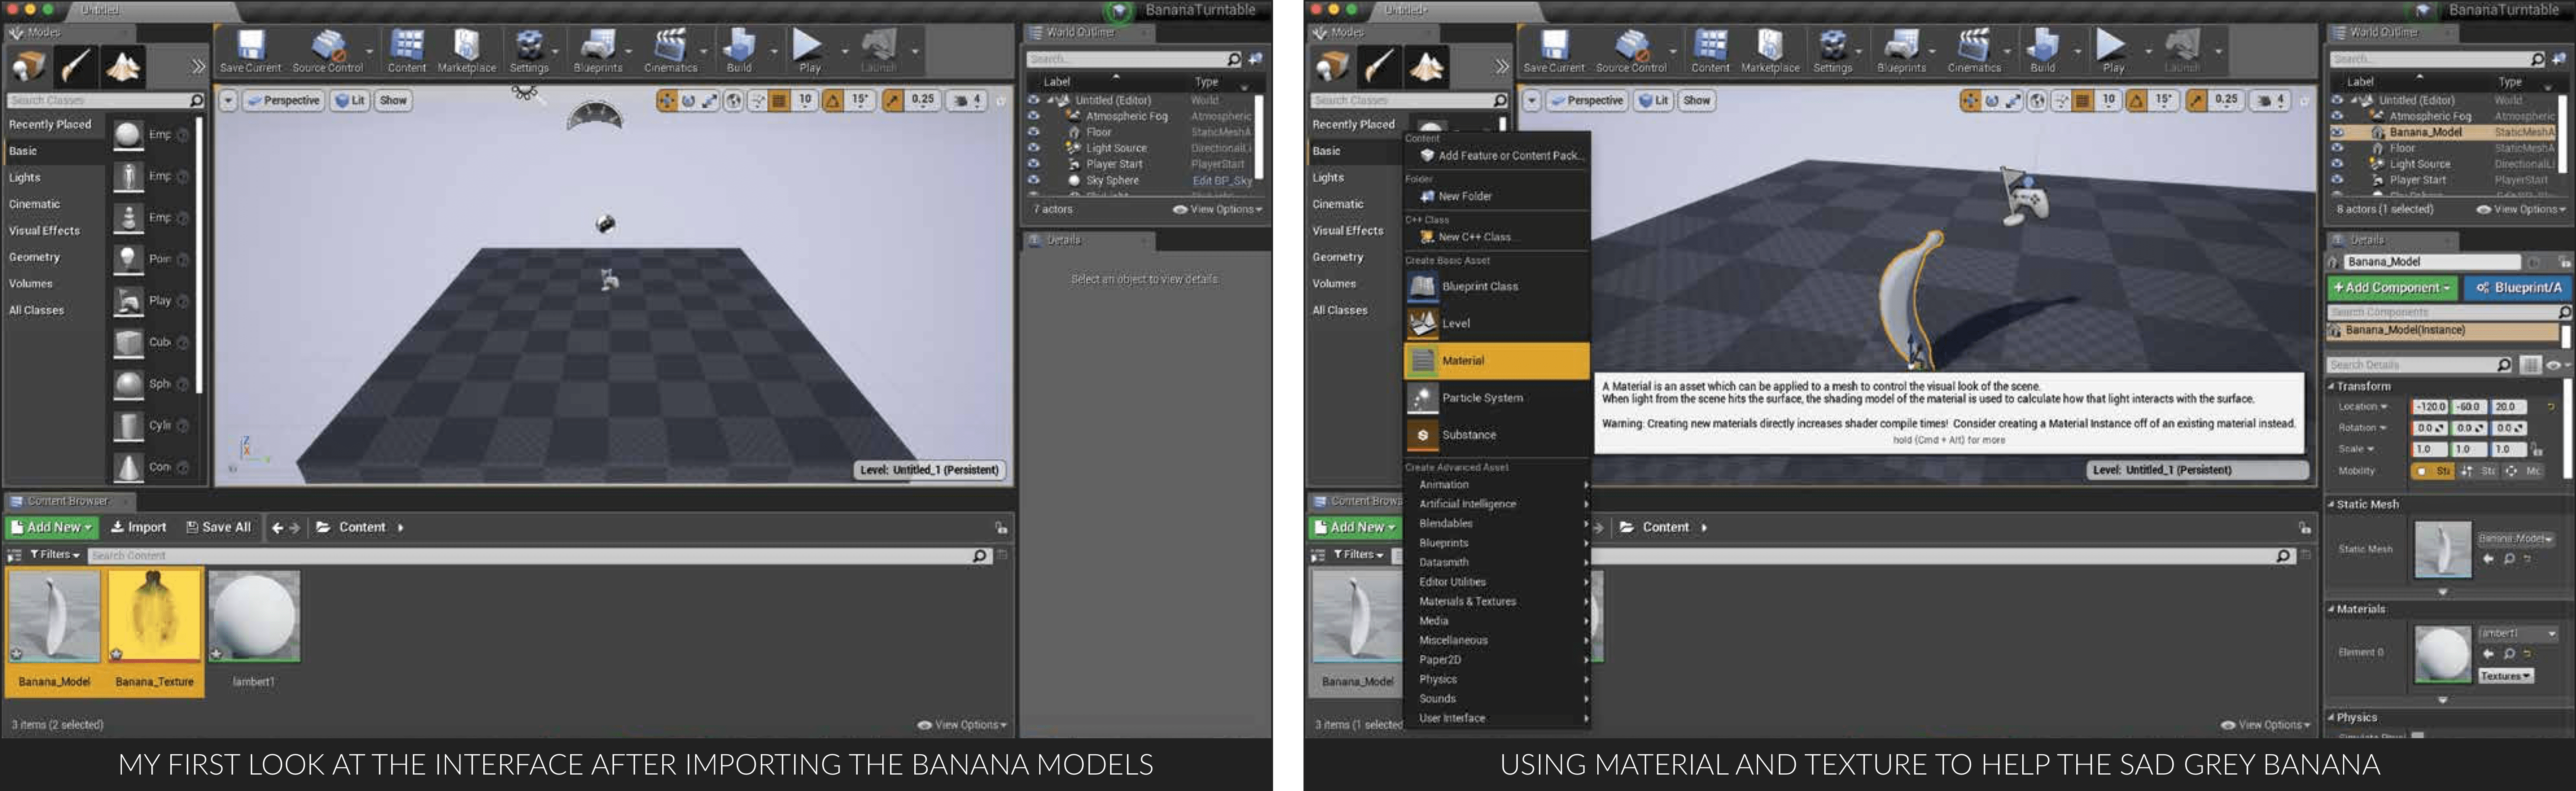 Untitled
BananaTurntable
Modes
Save Current
Source Control
Content
Marketplace
Settings
Blueprints
Cinematics
Build
Play
Launch
Search Classes
Recently Placed
Basic
Lights
Cinematic
Visual Effects
Geometry
Volumes
All Classes
Emp
Emp
Emp
Poin
Play
Cub
Sph
Cylin
Con
Perspective
Lit
Show
10
15°
0.25
4
Level: Untitled_1 (Persistent)
World Outliner
Search...
Label
Type
Untitled (Editor) World
Atmospheric Fog Atmospheric
Floor StaticMeshA
Light Source DirectionalLi
Player Start PlayerStart
Sky Sphere Edit BP_Sky
7 actors
View Options
Details
Select an object to view details
Content Browser
Add New
Import
Save All
Content
Filters
Search Content
Banana_Model
Banana_Texture
lambert1
3 items (2 selected)
View Options
MY FIRST LOOK AT THE INTERFACE AFTER IMPORTING THE BANANA MODELS
Untitled
BananaTurntable
Modes
Save Current
Source Control
Content
Marketplace
Settings
Blueprints
Cinematics
Build
Play
Launch
Search Classes
Recently Placed
Basic
Lights
Cinematic
Visual Effects
Geometry
Volumes
All Classes
Content
Add Feature or Content Pack...
Folder
New Folder
C++ Class
New C++ Class...
Create Basic Asset
Blueprint Class
Level
Material
Particle System
Substance
Create Advanced Asset
Animation
Artificial Intelligence
Blendables
Blueprints
Datasmith
Editor Utilities
Materials & Textures
Media
Miscellaneous
Paper2D
Physics
Sounds
User Interface
Perspective
Lit
Show
10
15°
0.25
4
A Material is an asset which can be applied to a mesh to control the visual look of the scene.
When light from the scene hits the surface, the shading model of the material is used to calculate how that light interacts with the surface.
Warning: Creating new materials directly increases shader compile times! Consider creating a Material Instance off of an existing material instead.
hold (Cmd + Alt) for more
Level: Untitled_1 (Persistent)
World Outliner
Search...
Label
Type
Untitled (Editor) World
Atmospheric Fog Atmospheric
Banana_Model StaticMeshA
Floor StaticMeshA
Light Source DirectionalLi
Player Start PlayerStart
8 actors (1 selected)
View Options
Details
Banana_Model
+Add Component
Blueprint/A
Search Components
Banana_Model(Instance)
Search Details
Transform
Location -120.0 -60.0 20.0
Rotation 0.0 0.0 0.0
Scale 1.0 1.0 1.0
Mobility
Static Mesh
Static Mesh
Banana_Model
Materials
Element 0
lambert1
Textures
Physics
Content Brows
Add New
Content
Filters
Banana_Model
3 items (1 selected
View Options
USING MATERIAL AND TEXTURE TO HELP THE SAD GREY BANANA